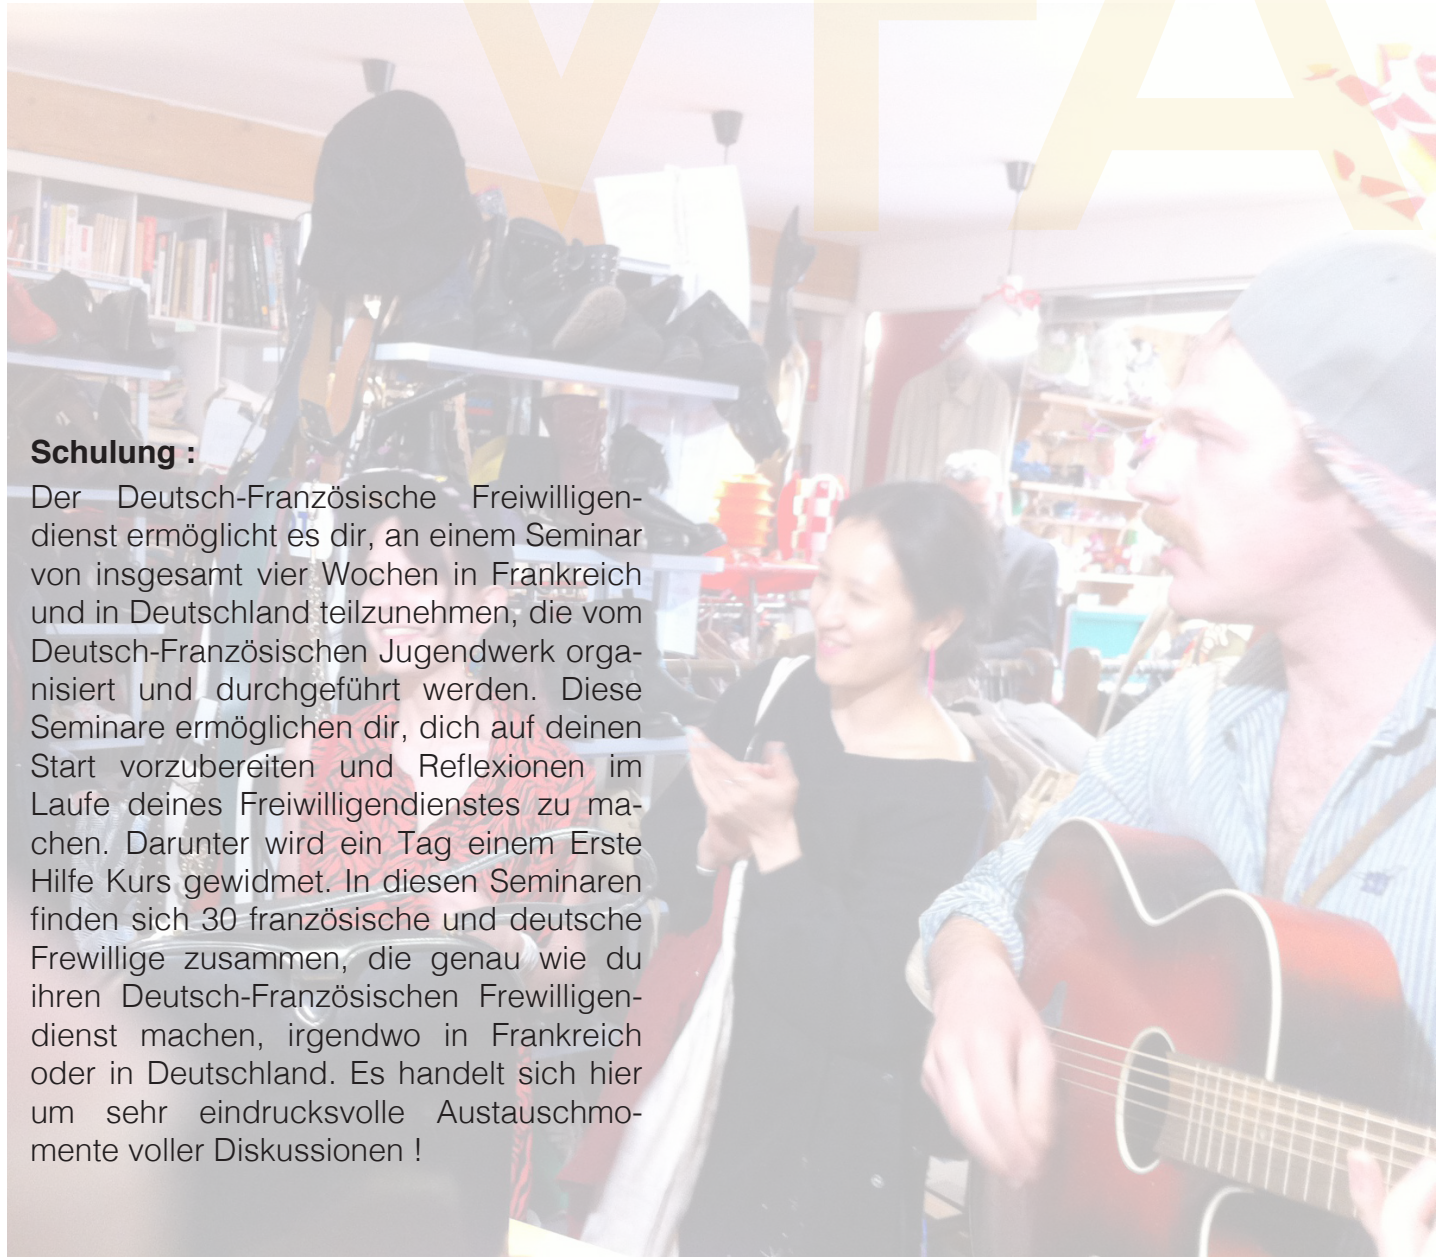 VFA
Schulung :
Der Deutsch-Französische Freiwilligen-
dienst ermöglicht es dir, an einem Seminar
von insgesamt vier Wochen in Frankreich
und in Deutschland teilzunehmen, die vom
Deutsch-Französischen Jugendwerk orga-
nisiert und durchgeführt werden. Diese
Seminare ermöglichen dir, dich auf deinen
Start vorzubereiten und Reflexionen im
Laufe deines Freiwilligendienstes zu ma-
chen. Darunter wird ein Tag einem Erste
Hilfe Kurs gewidmet. In diesen Seminaren
finden sich 30 französische und deutsche
Frewillige zusammen, die genau wie du
ihren Deutsch-Französischen Frewilligen-
dienst machen, irgendwo in Frankreich
oder in Deutschland. Es handelt sich hier
um sehr eindrucksvolle Austauschmo-
mente voller Diskussionen !